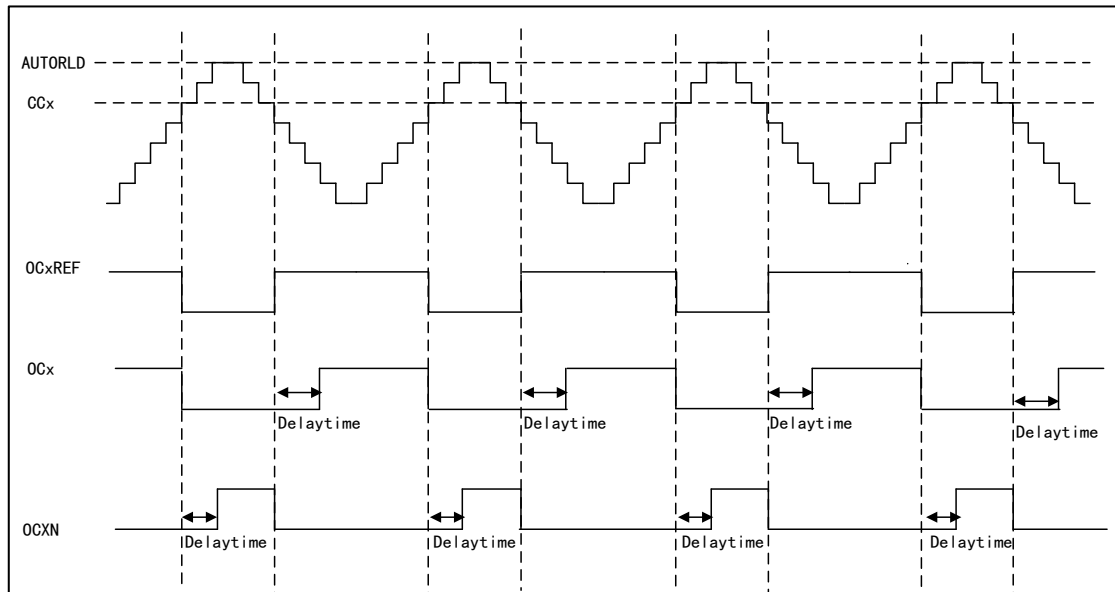 AUTORLD
CCx
OCxREF
OCx
Delaytime
Delaytime
Delaytime
Delaytime
OCXN
Delaytime
Delaytime
Delaytime
Delaytime